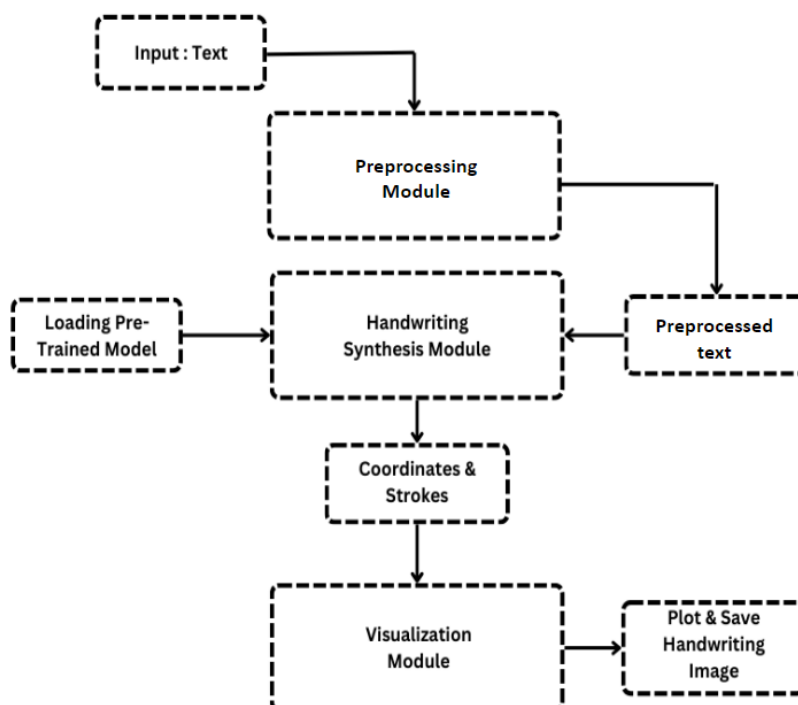 Input : Text
Preprocessing
Module
Loading Pre-
Trained Model
Handwriting
Synthesis Module
Preprocessed
text
Coordinates &
Strokes
Visualization
Module
Plot & Save
Handwriting
Image